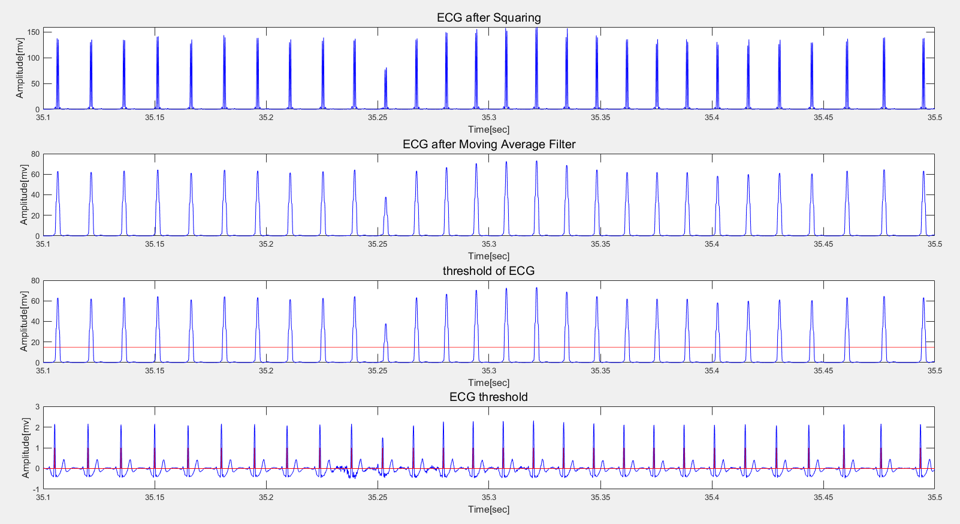 ECG after Squaring
150
100
50
0
Amplitude[mv]
35.1 35.15 35.2 35.25 35.3 35.35 35.4 35.45 35.5
Time[sec]
ECG after Moving Average Filter
80
60
40
20
0
Amplitude[mv]
35.1 35.15 35.2 35.25 35.3 35.35 35.4 35.45 35.5
Time[sec]
threshold of ECG
80
60
40
20
0
Amplitude[mv]
35.1 35.15 35.2 35.25 35.3 35.35 35.4 35.45 35.5
Time[sec]
ECG threshold
3
2
1
0
-1
Amplitude[mv]
35.1 35.15 35.2 35.25 35.3 35.35 35.4 35.45 35.5
Time[sec]